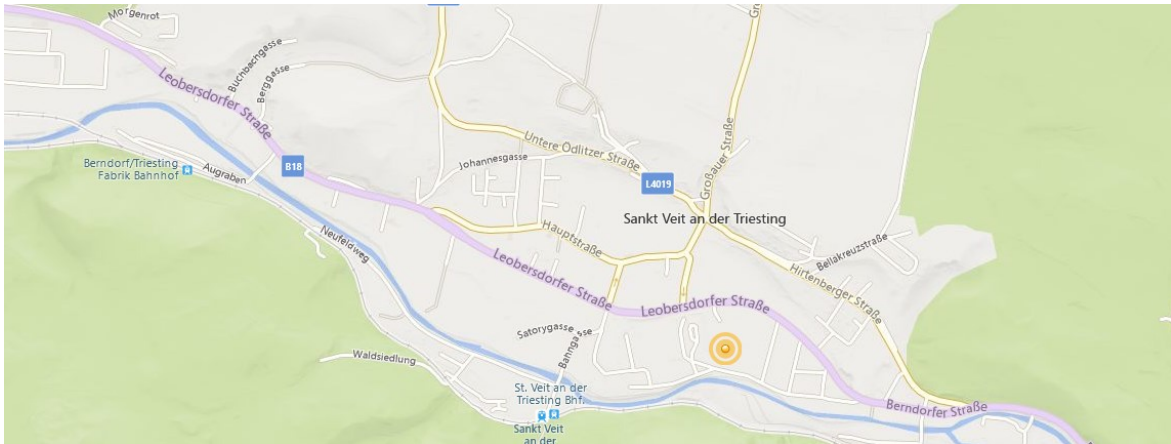 Morgenrot
Buchbachgasse
Berggasse
Leobersdorfer Straße
Berndorf/Triesting
Fabrik Bahnhof
Augraben
B18
Johannesgasse
Untere Ödlitzer Straße
L4019
Großauer Straße
Sankt Veit an der Triesting
Neufeldweg
Hauptstraße
Leobersdorfer Straße
Bellakreuzstraße
Hirtenberger Straße
Leobersdorfer Straße
Satorygasse
Bahngasse
Waldsiedlung
St. Veit an der
Triesting Bhf.
Sankt Veit
an der
Berndorfer Straße